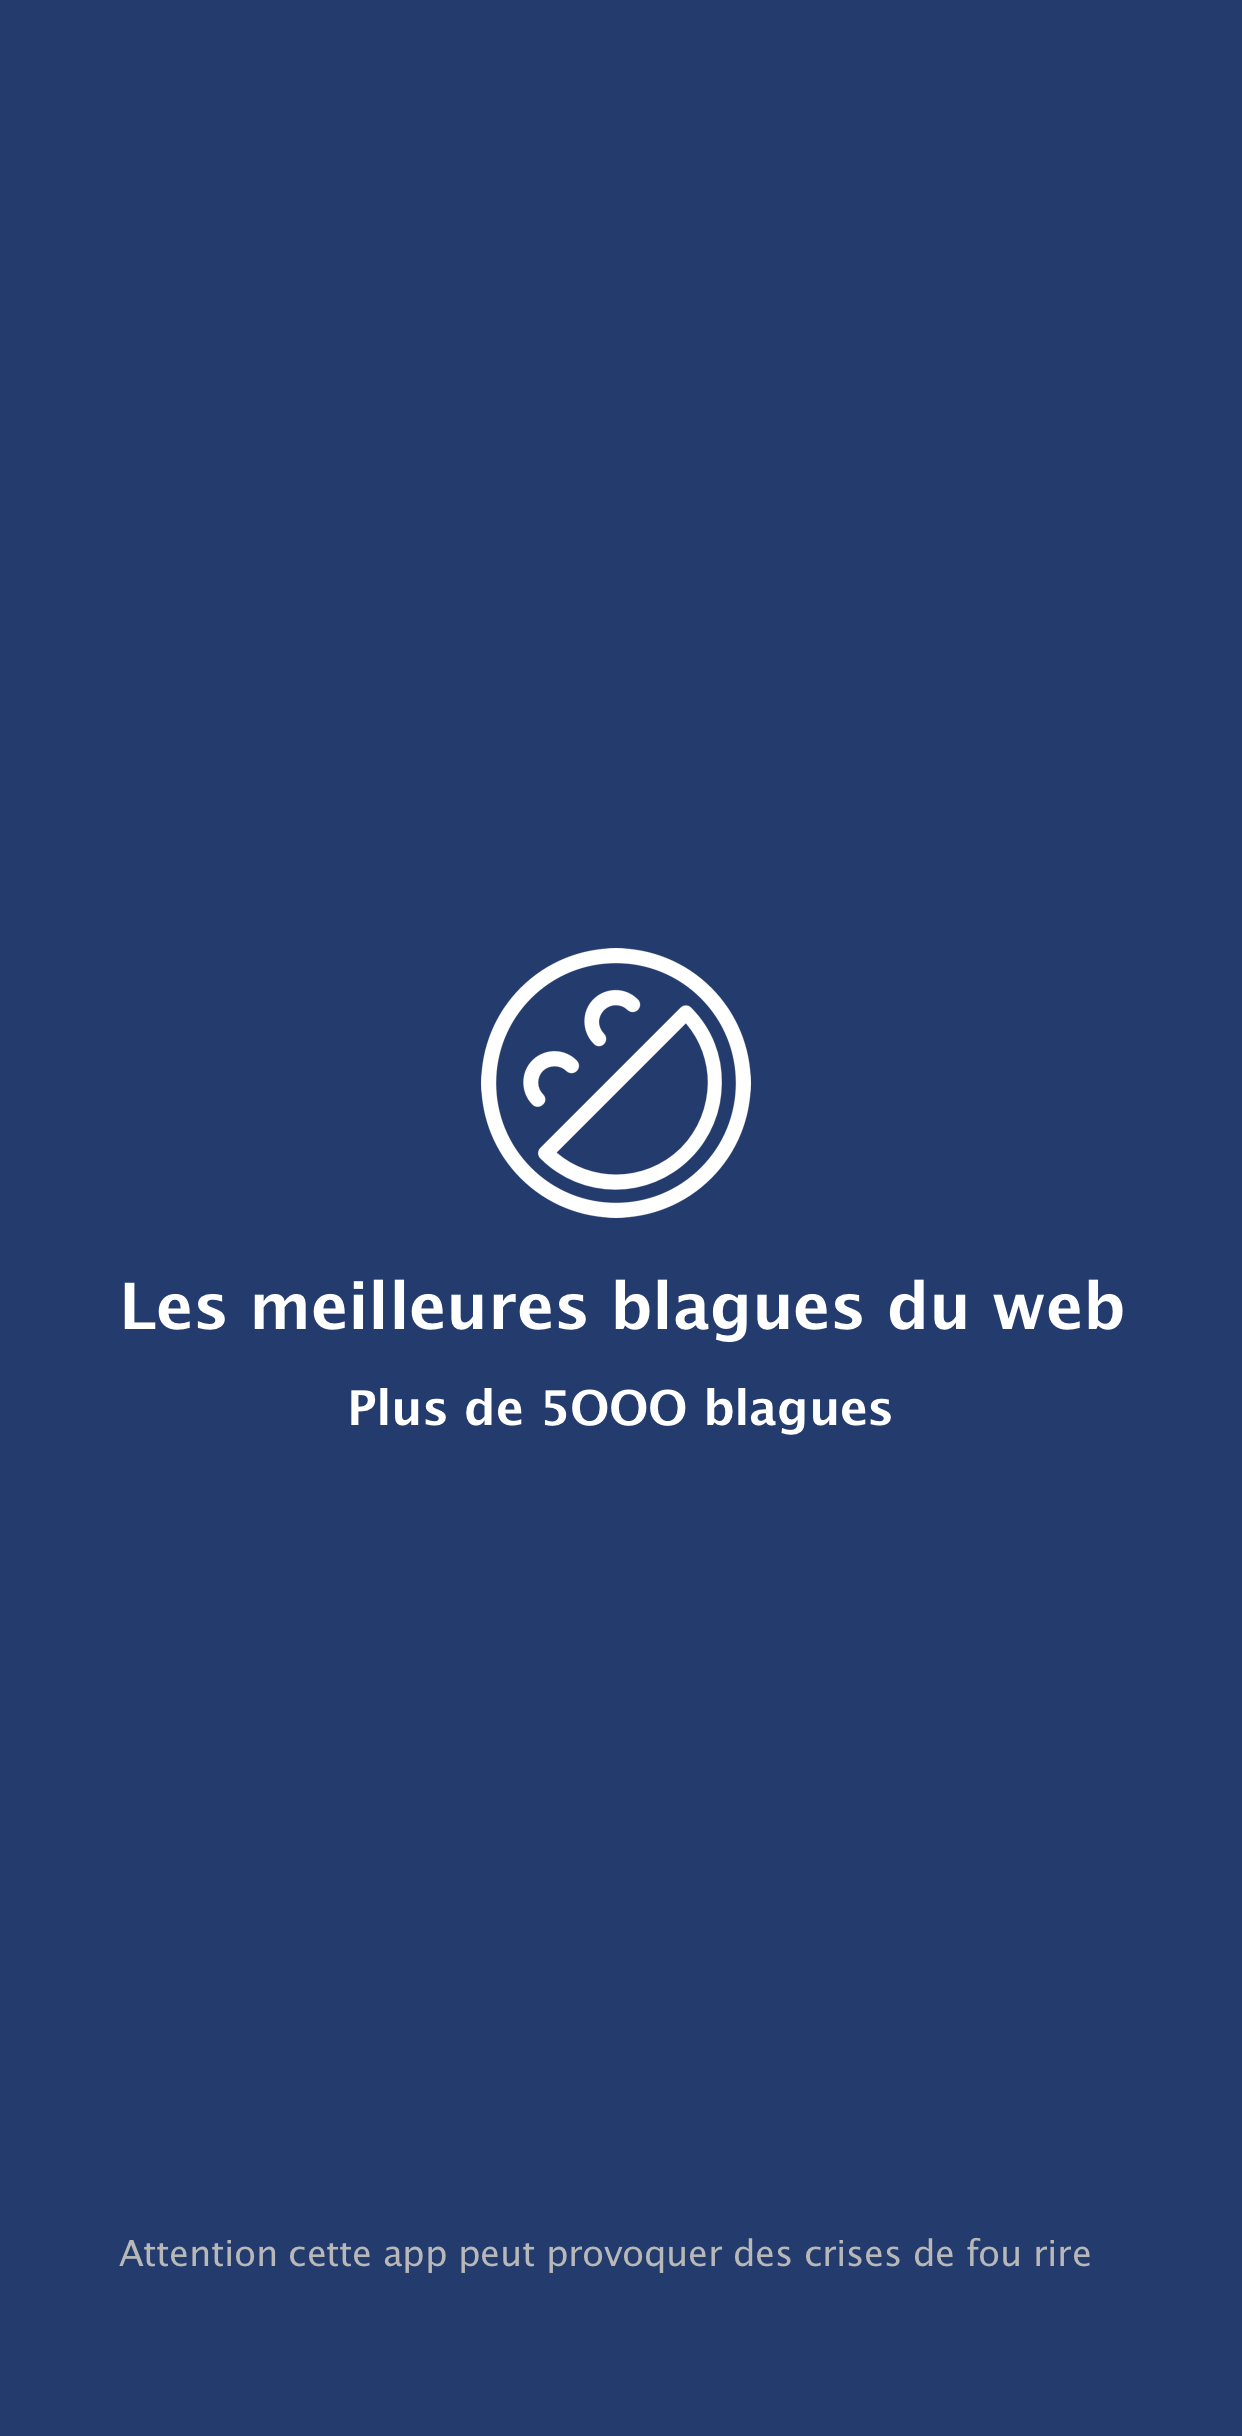 Les meilleures blagues du web
Plus de 5000 blagues
Attention cette app peut provoquer des crises de fou rire